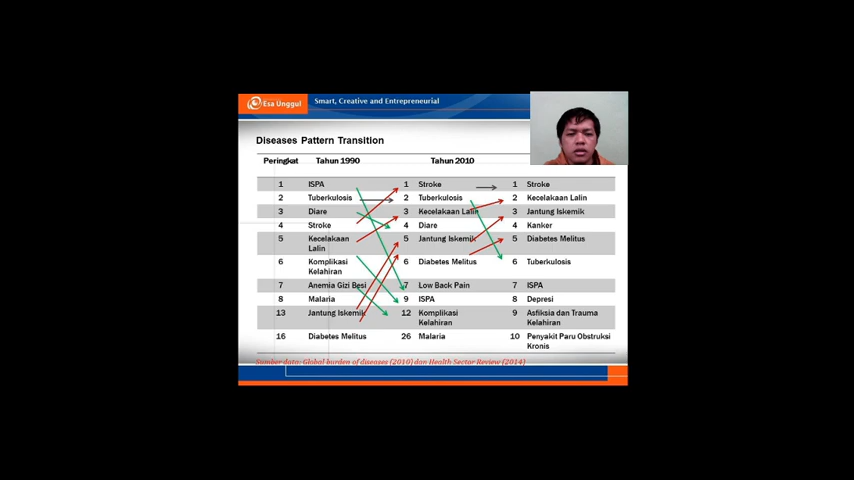 Esa Unggul
Smart, Creative and Entrepreneurial
Diseases Pattern Transition
Peringkat Tahun 1990 Tahun 2010
1 ISPA 1 Stroke 1 Stroke
2 Tuberkulosis 2 Tuberkulosis 2 Kecelakaan Lalin
3 Diare 3 Kecelakaan Lalin 3 Jantung Iskemik
4 Stroke 4 Diare 4 Kanker
5 Kecelakaan 5 Jantung Iskemik 5 Diabetes Melitus
Lalin
6 Komplikasi 6 Diabetes Melitus 6 Tuberkulosis
Kelahiran
7 Anemia Gizi Besi 7 Low Back Pain 7 ISPA
8 Malaria 9 ISPA 8 Depresi
13 Jantung Iskemik 12 Komplikasi 9 Asfiksia dan Trauma
Kelahiran Kelahiran
16 Diabetes Melitus 26 Malaria 10 Penyakit Paru Obstruksi
Kronis
Sumber data: Global burden of diseases (2010) dan Health Sector Review (2014)